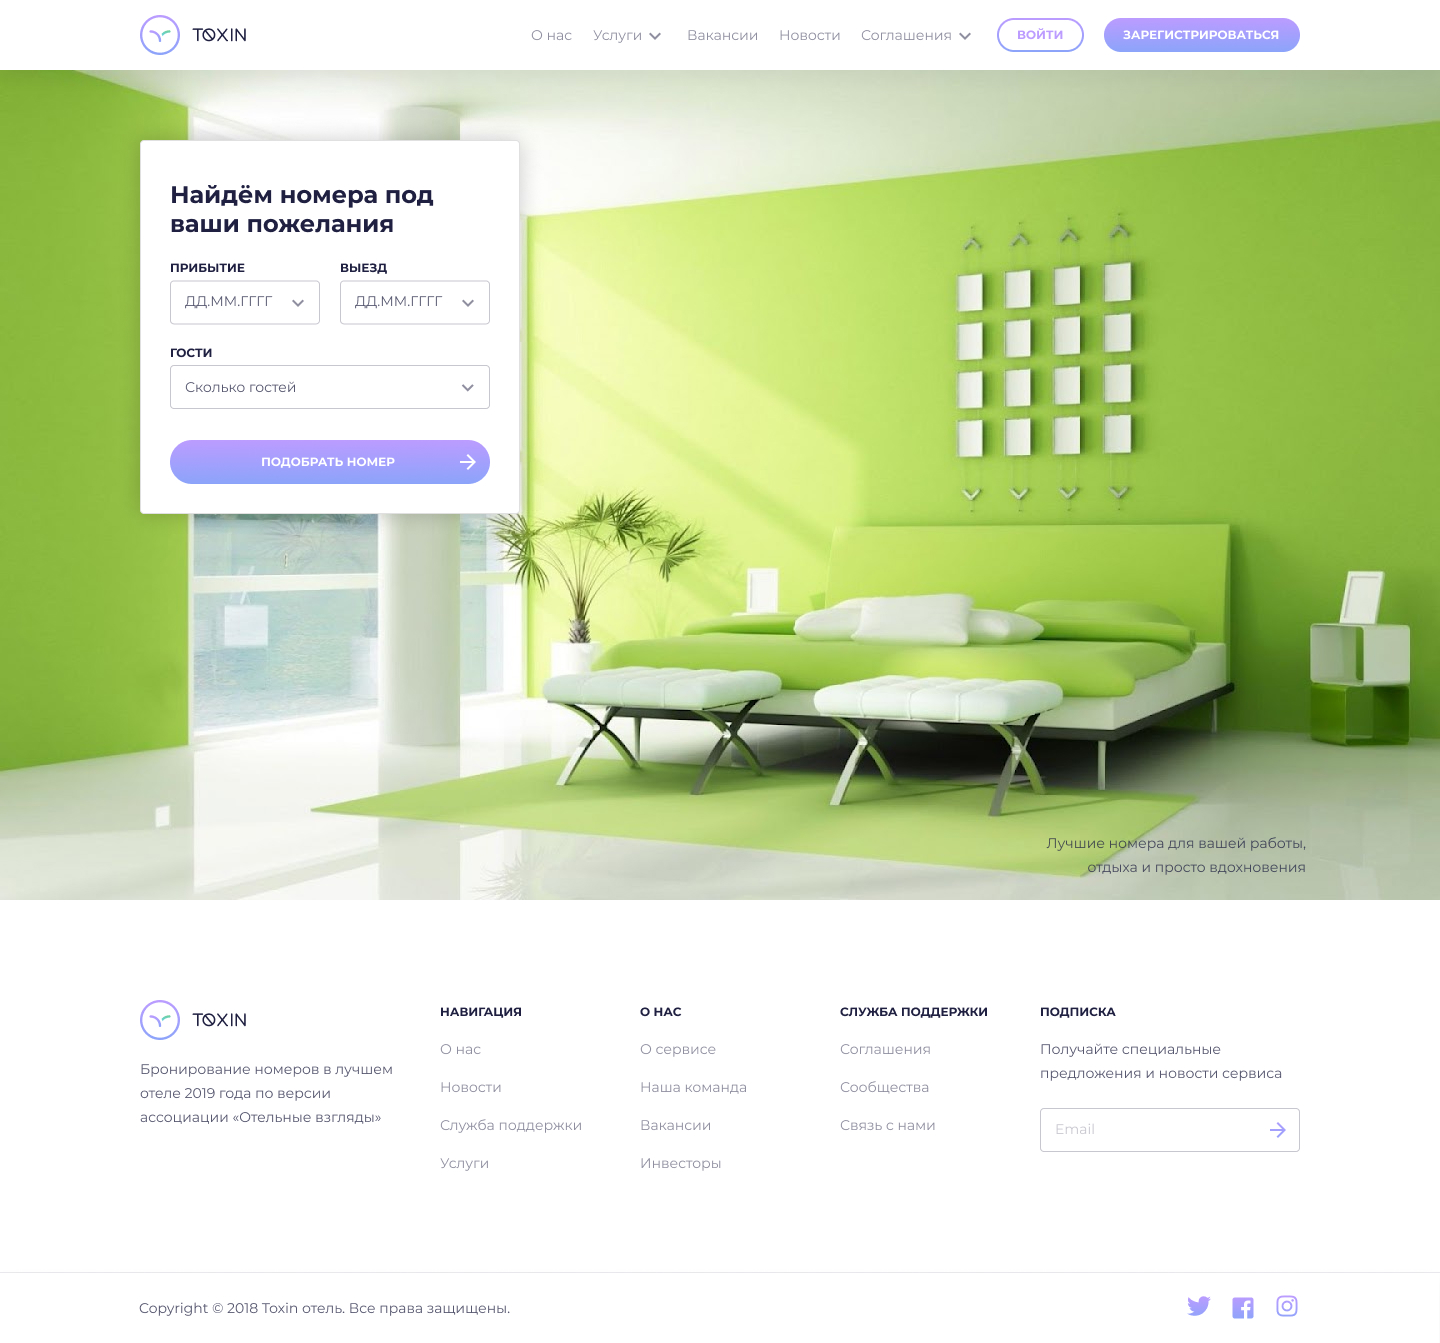 TOXIN
О нас Услуги Вакансии Новости Соглашения ВОЙТИ ЗАРЕГИСТРИРОВАТЬСЯ
Найдём номера под
ваши пожелания
ПРИБЫТИЕ ВЫЕЗД
ДД.ММ.ГГГГ ДД.ММ.ГГГГ
ГОСТИ
Сколько гостей
ПОДОБРАТЬ НОМЕР
Лучшие номера для вашей работы,
отдыха и просто вдохновения
TOXIN
Бронирование номеров в лучшем
отеле 2019 года по версии
ассоциации «Отельные взгляды»
НАВИГАЦИЯ
О нас
Новости
Служба поддержки
Услуги
О НАС
О сервисе
Наша команда
Вакансии
Инвесторы
СЛУЖБА ПОДДЕРЖКИ
Соглашения
Сообщества
Связь с нами
ПОДПИСКА
Получайте специальные
предложения и новости сервиса
Email
Copyright © 2018 Toxin отель. Все права защищены.